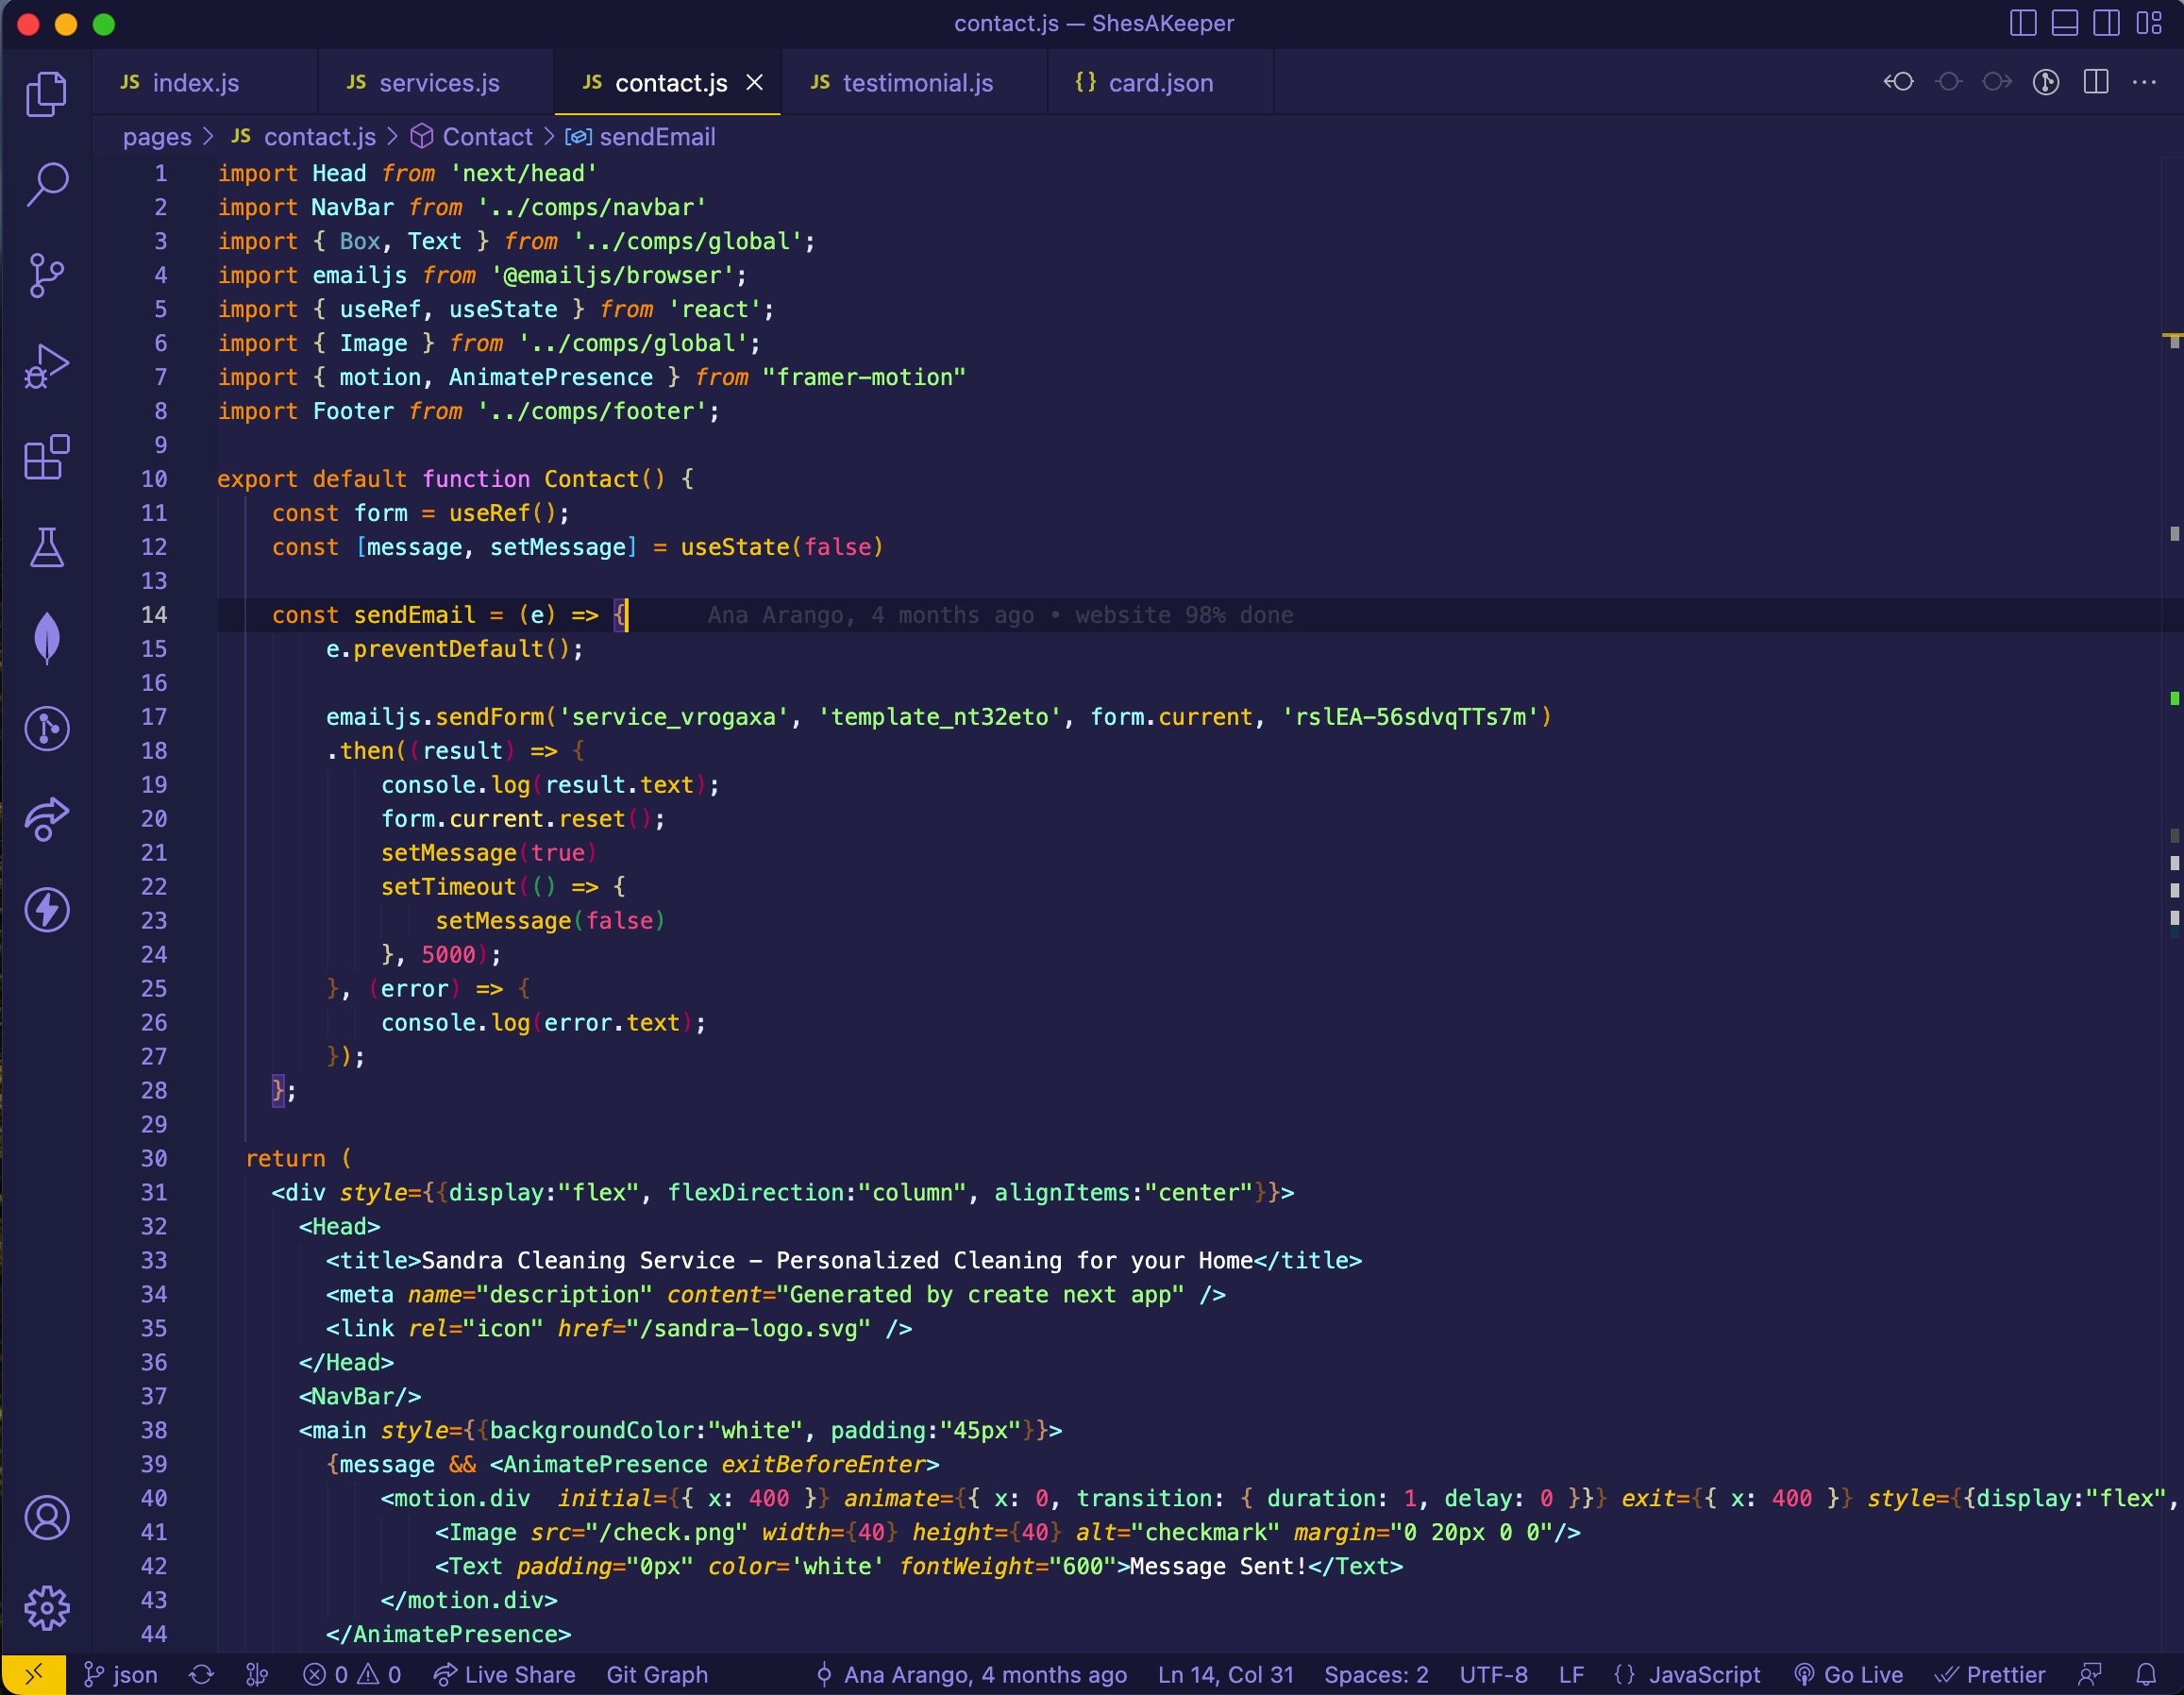 contact.js — ShesAKeeper
JS index.js
JS services.js
JS contact.js
JS testimonial.js
{} card.json
pages > JS contact.js > Contact > sendEmail
1 import Head from 'next/head'
2 import NavBar from '../comps/navbar'
3 import { Box, Text } from '../comps/global';
4 import emailjs from '@emailjs/browser';
5 import { useRef, useState } from 'react';
6 import { Image } from '../comps/global';
7 import { motion, AnimatePresence } from "framer-motion"
8 import Footer from '../comps/footer';
9
10 export default function Contact() {
11 const form = useRef();
12 const [message, setMessage] = useState(false)
13
14 const sendEmail = (e) => { Ana Arango, 4 months ago • website 98% done
15 e.preventDefault();
16
17 emailjs.sendForm('service_vrogaxa', 'template_nt32eto', form.current, 'rslEA-56sdvqTTs7m')
18 .then((result) => {
19 console.log(result.text);
20 form.current.reset();
21 setMessage(true)
22 setTimeout(() => {
23 setMessage(false)
24 }, 5000);
25 }, (error) => {
26 console.log(error.text);
27 });
28 };
29
30 return (
31 <div style={{display:"flex", flexDirection:"column", alignItems:"center"}}>
32 <Head>
33 <title>Sandra Cleaning Service - Personalized Cleaning for your Home</title>
34 <meta name="description" content="Generated by create next app" />
35 <link rel="icon" href="/sandra-logo.svg" />
36 </Head>
37 <NavBar/>
38 <main style={{backgroundColor:"white", padding:"45px"}}>
39 {message && <AnimatePresence exitBeforeEnter>
40 <motion.div initial={{ x: 400 }} animate={{ x: 0, transition: { duration: 1, delay: 0 }}} exit={{ x: 400 }} style={{display:"flex",
41 <Image src="/check.png" width={40} height={40} alt="checkmark" margin="0 20px 0 0"/>
42 <Text padding="0px" color='white' fontWeight="600">Message Sent!</Text>
43 </motion.div>
44 </AnimatePresence>
json 0 0 Live Share Git Graph Ana Arango, 4 months ago Ln 14, Col 31 Spaces: 2 UTF-8 LF {} JavaScript Go Live Prettier